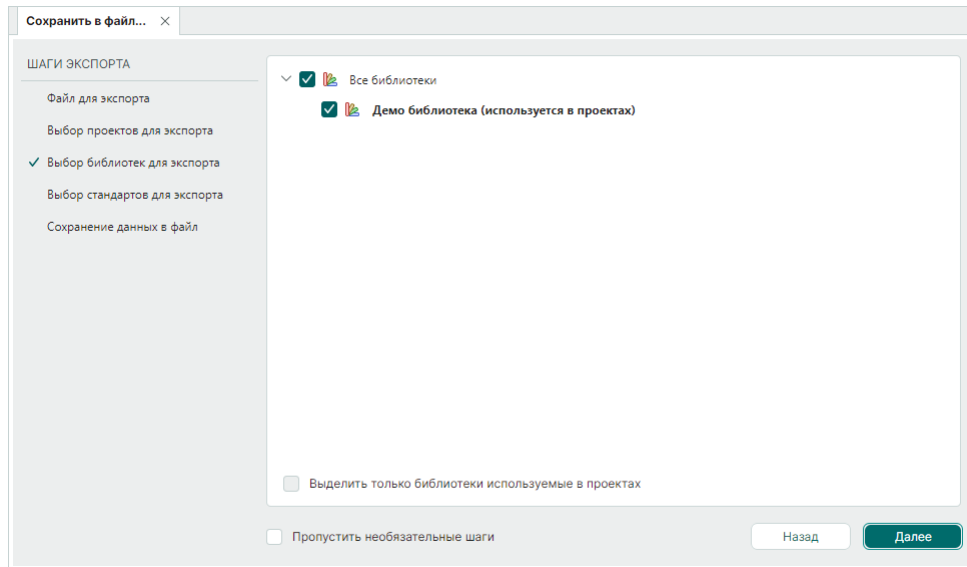 Сохранить в файл...
ШАГИ ЭКСПОРТА
Файл для экспорта
Выбор проектов для экспорта
Выбор библиотек для экспорта
Выбор стандартов для экспорта
Сохранение данных в файл
Все библиотеки
Демо библиотека (используется в проектах)
Выделить только библиотеки используемые в проектах
Пропустить необязательные шаги
Назад
Далее